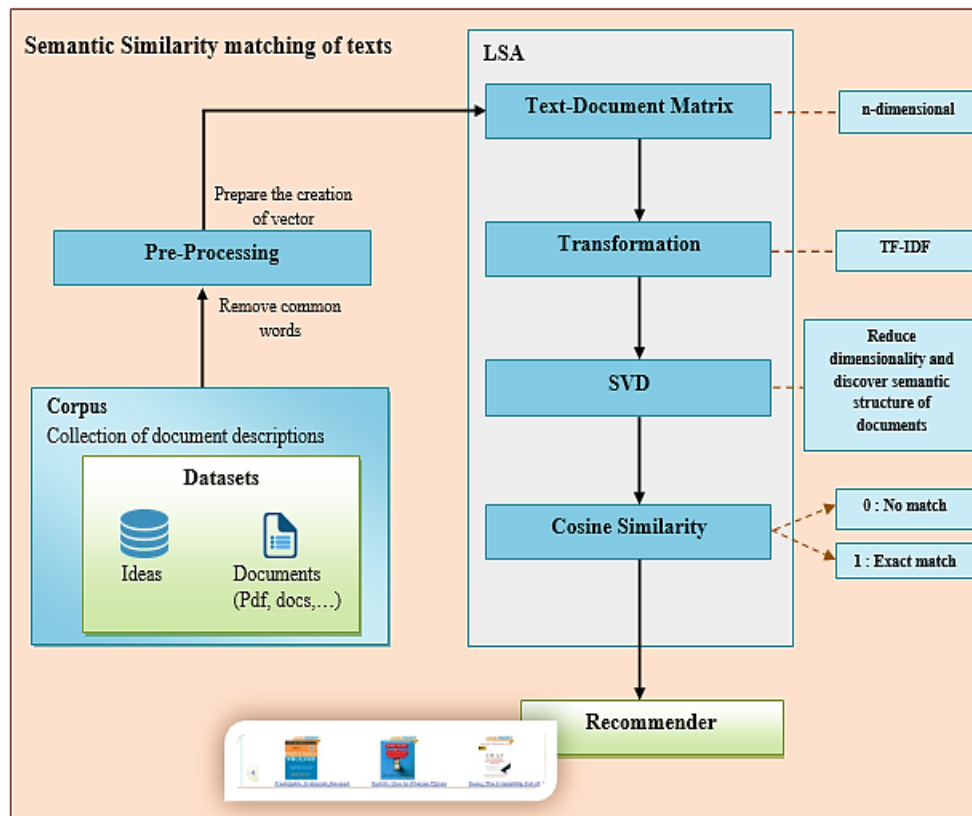 Semantic Similarity matching of texts
LSA
Text-Document Matrix
n-dimensional
Prepare the creation
of vector
Pre-Processing
Transformation
TF-IDF
Remove common
words
Reduce
dimensionality and
discover semantic
structure of
documents
SVD
Corpus
Collection of document descriptions
Datasets
Ideas
Documents
(Pdf, docs,…)
Cosine Similarity
0 : No match
1 : Exact match
Recommender